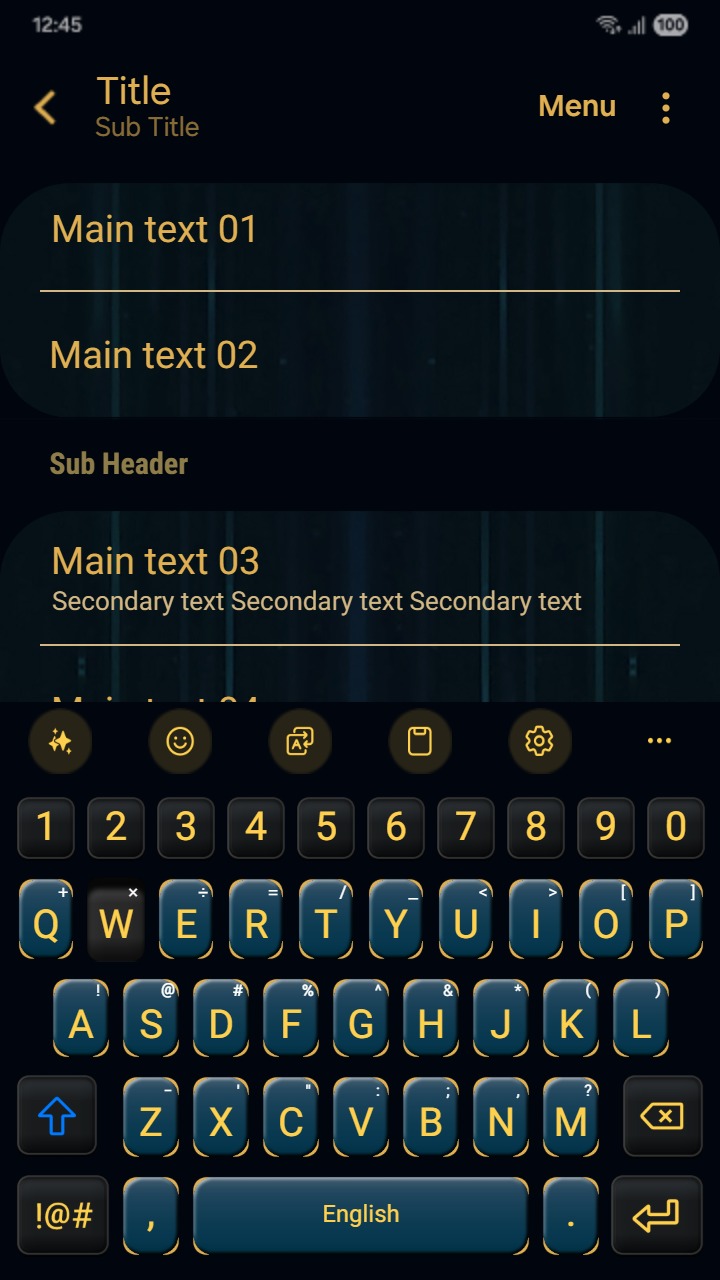 12:45 100
Title
Sub Title
Menu
Main text 01
Main text 02
Sub Header
Main text 03
Secondary text Secondary text Secondary text
1 2 3 4 5 6 7 8 9 0
+ × ÷ = / _ < > [ ]
Q W E R T Y U I O P
! @ # % ^ & * ( )
A S D F G H J K L
- ' " : ; , ?
Z X C V B N M
!@# , English .